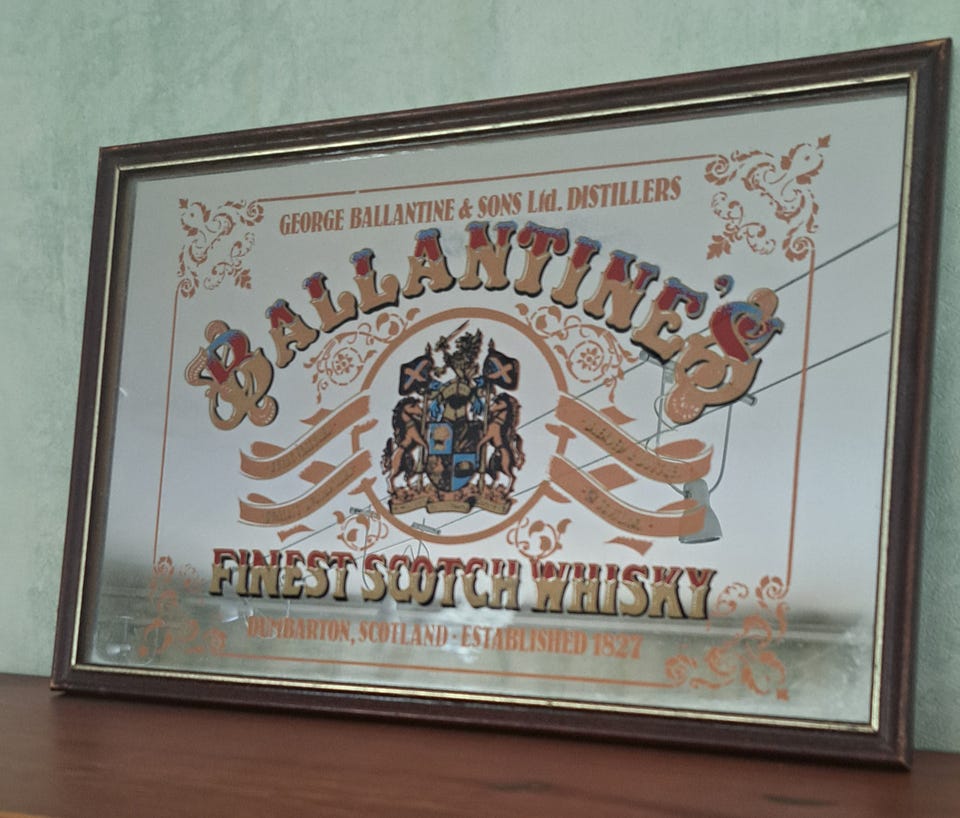 GEORGE BALLANTINE & SONS Ltd. DISTILLERS
BALLANTINE'S
FINEST SCOTCH WHISKY
DUMBARTON, SCOTLAND · ESTABLISHED 1827